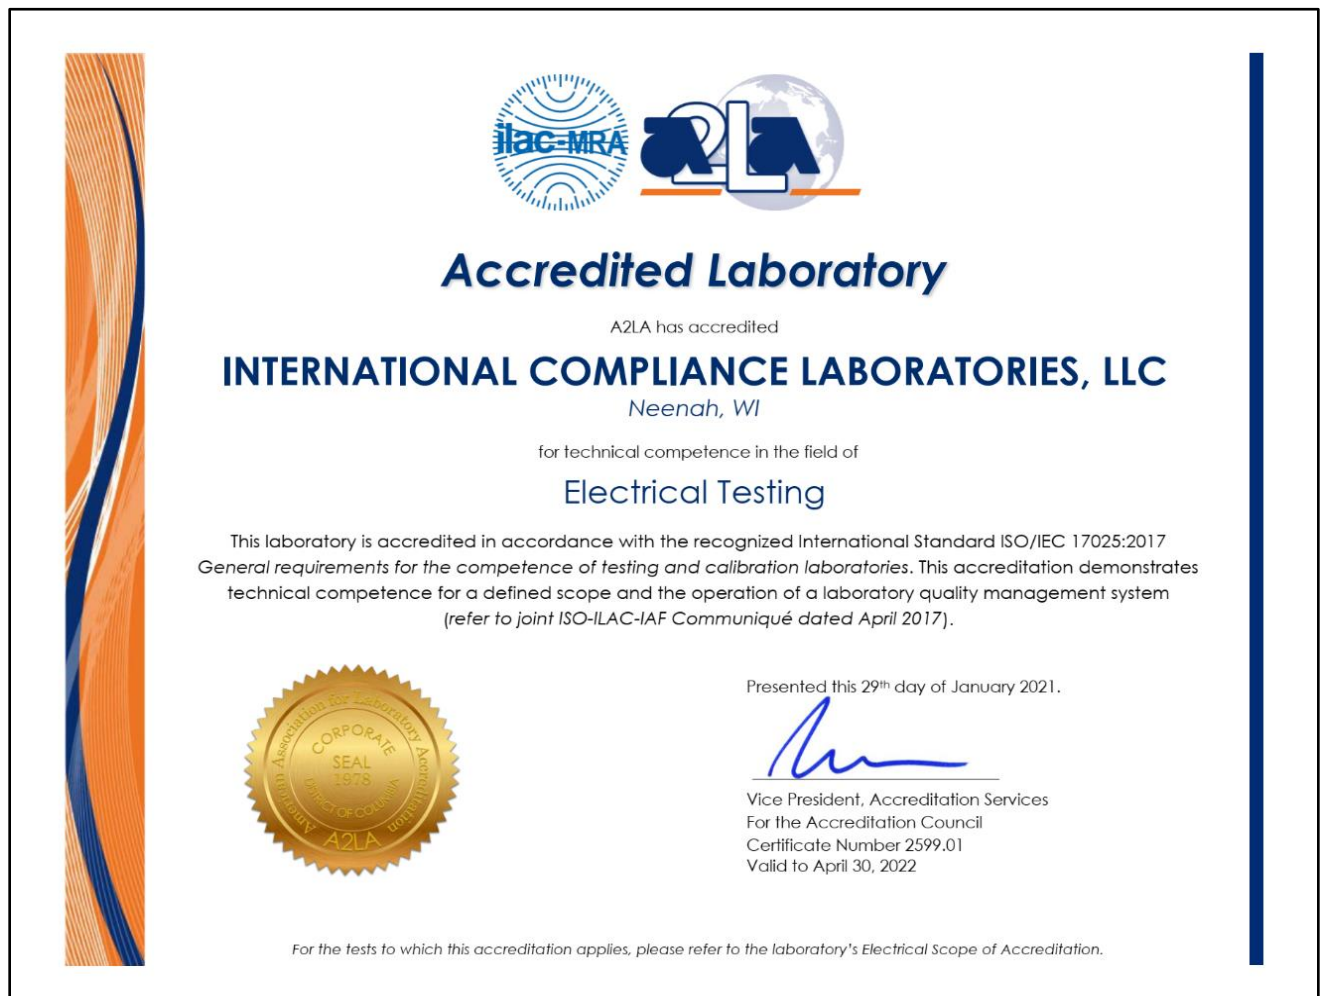 ilac-MRA
A2LA
Accredited Laboratory
A2LA has accredited
INTERNATIONAL COMPLIANCE LABORATORIES, LLC
Neenah, WI
for technical competence in the field of
Electrical Testing
This laboratory is accredited in accordance with the recognized International Standard ISO/IEC 17025:2017
General requirements for the competence of testing and calibration laboratories. This accreditation demonstrates
technical competence for a defined scope and the operation of a laboratory quality management system
(refer to joint ISO-ILAC-IAF Communiqué dated April 2017).
American Association for Laboratory Accreditation
CORPORATE
SEAL
1978
DISTRICT OF COLUMBIA
A2LA
Presented this 29th day of January 2021.
Vice President, Accreditation Services
For the Accreditation Council
Certificate Number 2599.01
Valid to April 30, 2022
For the tests to which this accreditation applies, please refer to the laboratory's Electrical Scope of Accreditation.